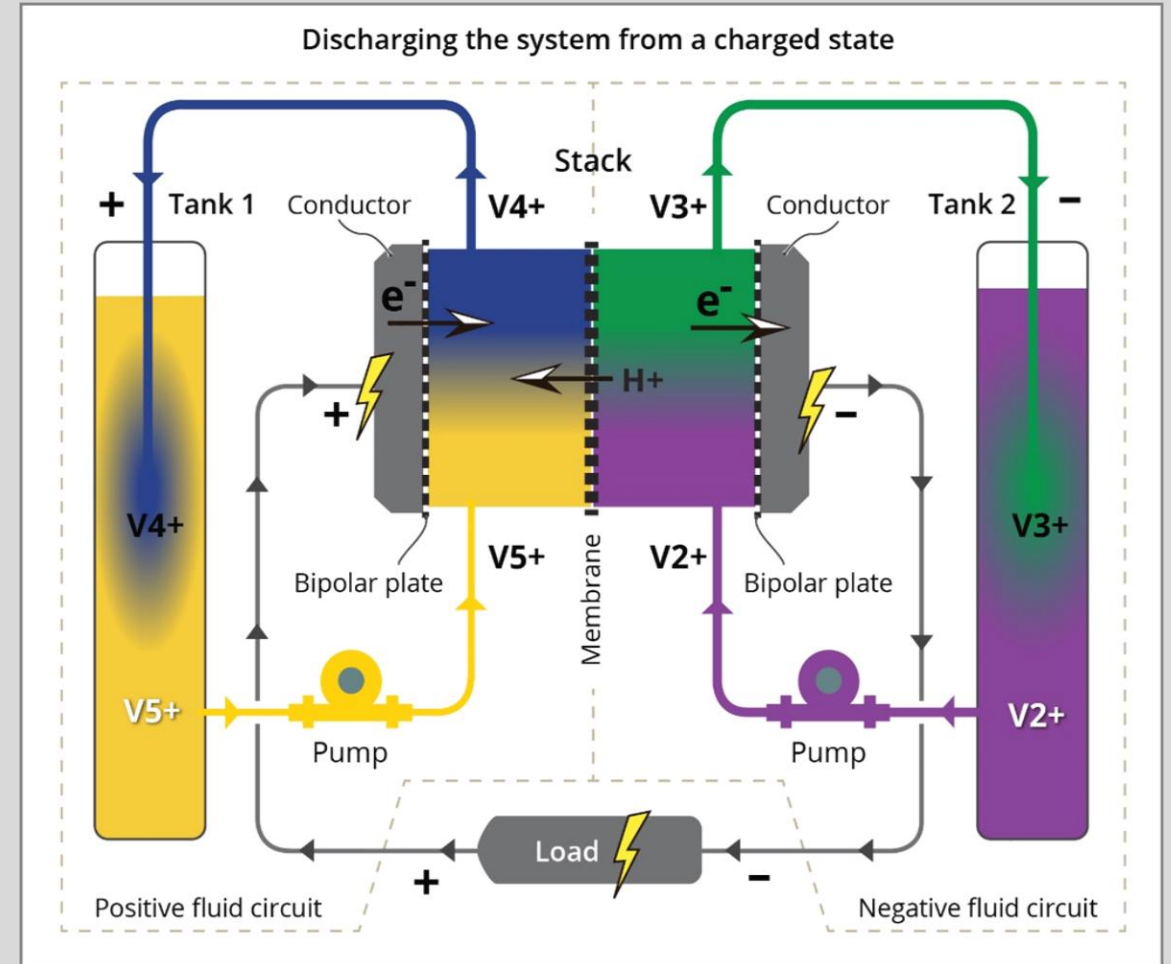 Discharging the system from a charged state
Stack
+
Tank 1
Conductor
V4+
V3+
Conductor
Tank 2
−
e-
e-
H+
+
−
V4+
V3+
V5+
V2+
Bipolar plate
Membrane
Bipolar plate
V5+
V2+
Pump
Pump
Load
+
−
Positive fluid circuit
Negative fluid circuit